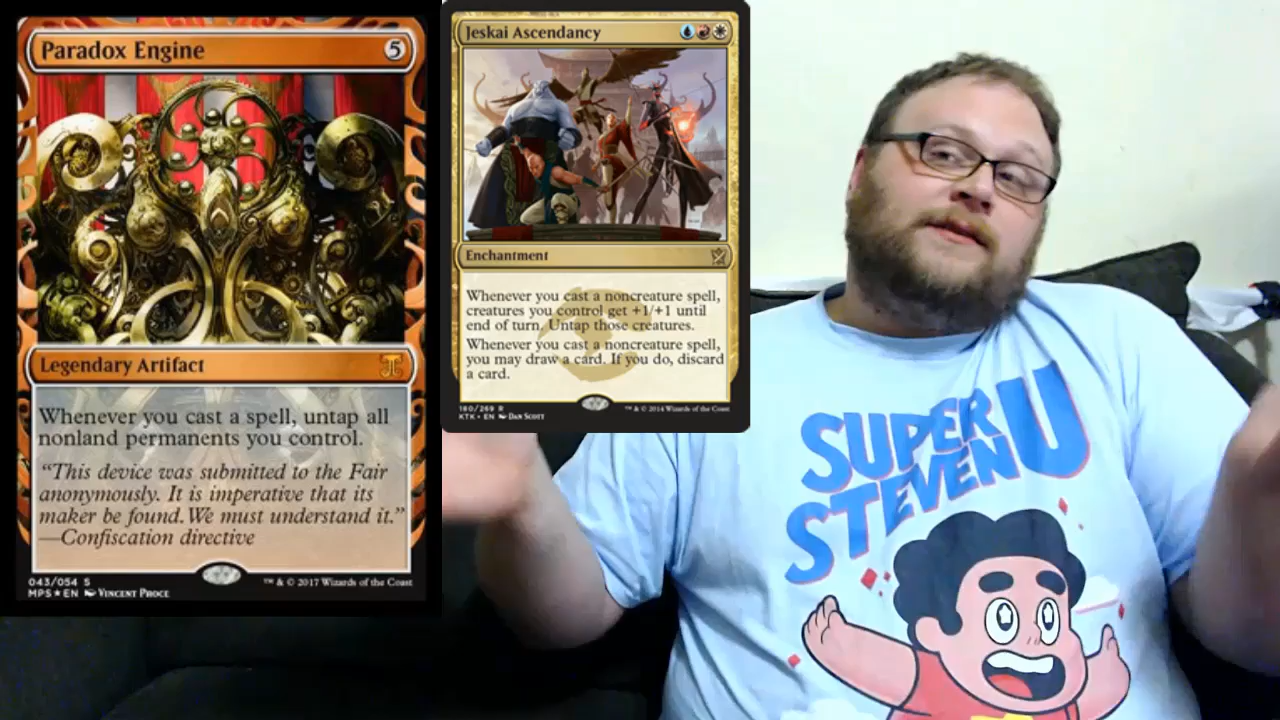 Paradox Engine
5
Legendary Artifact
Whenever you cast a spell, untap all
nonland permanents you control.
"This device was submitted to the Fair
anonymously. It is imperative that its
maker be found. We must understand it."
—Confiscation directive
043/054 S
MPS★EN Vincent Proce
™ & © 2017 Wizards of the Coast
Jeskai Ascendancy
Enchantment
Whenever you cast a noncreature spell,
creatures you control get +1/+1 until
end of turn. Untap those creatures.
Whenever you cast a noncreature spell,
you may draw a card. If you do, discard
a card.
180/269 R
KTK • EN Dan Scott
™ & © 2014 Wizards of the Coast
SUPER
STEVEN U